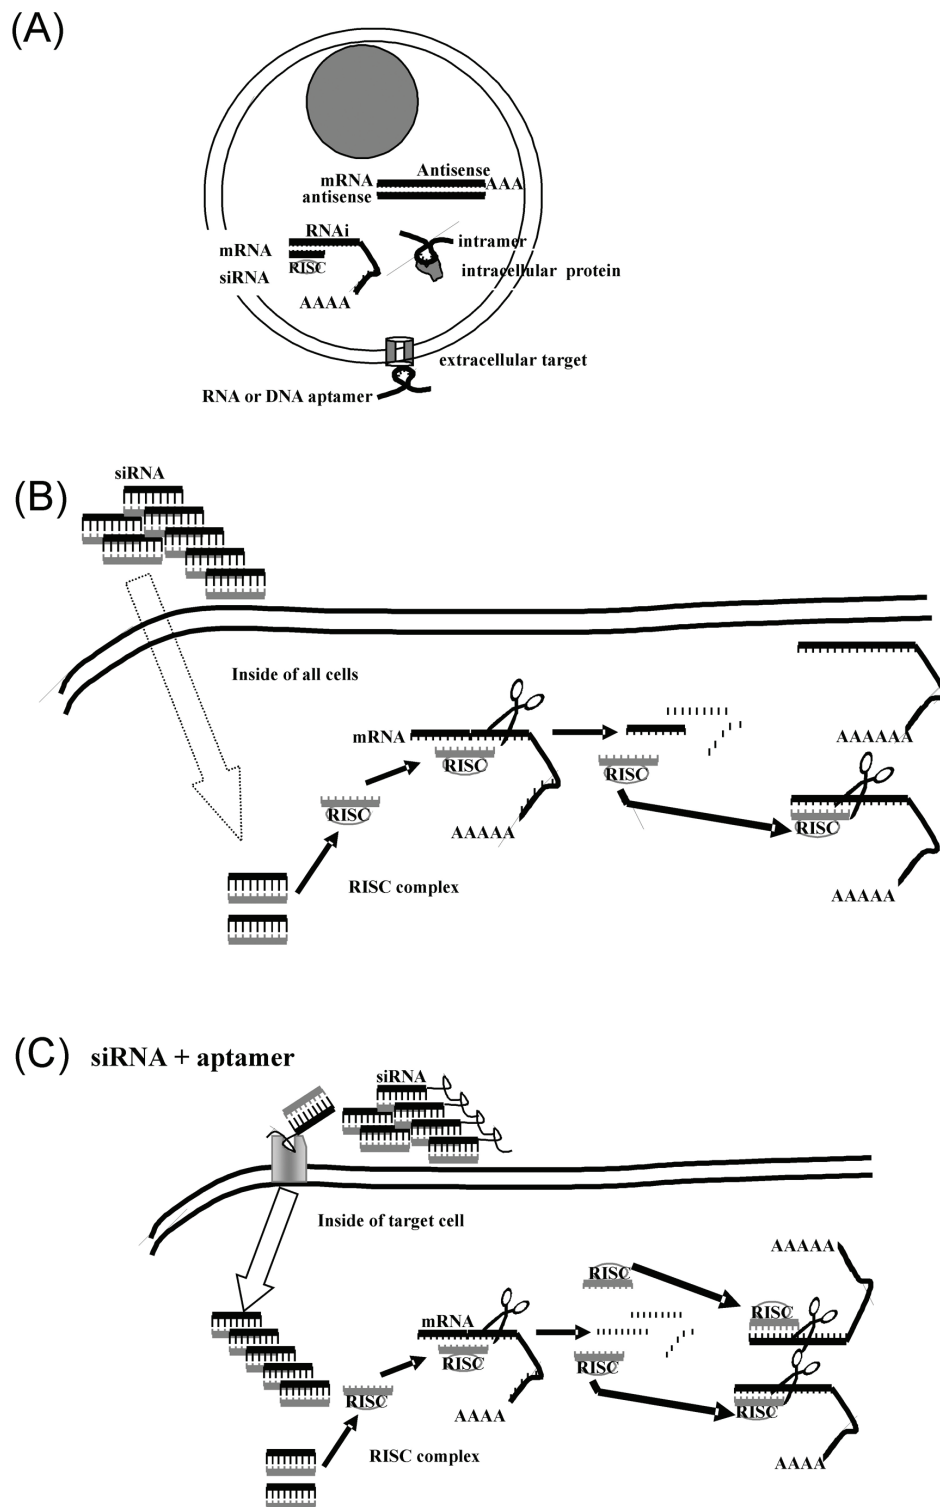 (A)
Antisense
mRNA
AAA
antisense
RNAi
mRNA
intramer
RISC
intracellular protein
siRNA
AAAA
extracellular target
RNA or DNA aptamer
(B)
siRNA
Inside of all cells
mRNA
AAAAAA
RISC
RISC
RISC
RISC
AAAAA
RISC complex
AAAAA
(C) siRNA + aptamer
siRNA
Inside of target cell
AAAAA
RISC
RISC
mRNA
RISC
RISC
RISC
RISC
AAAA
RISC complex
AAAA